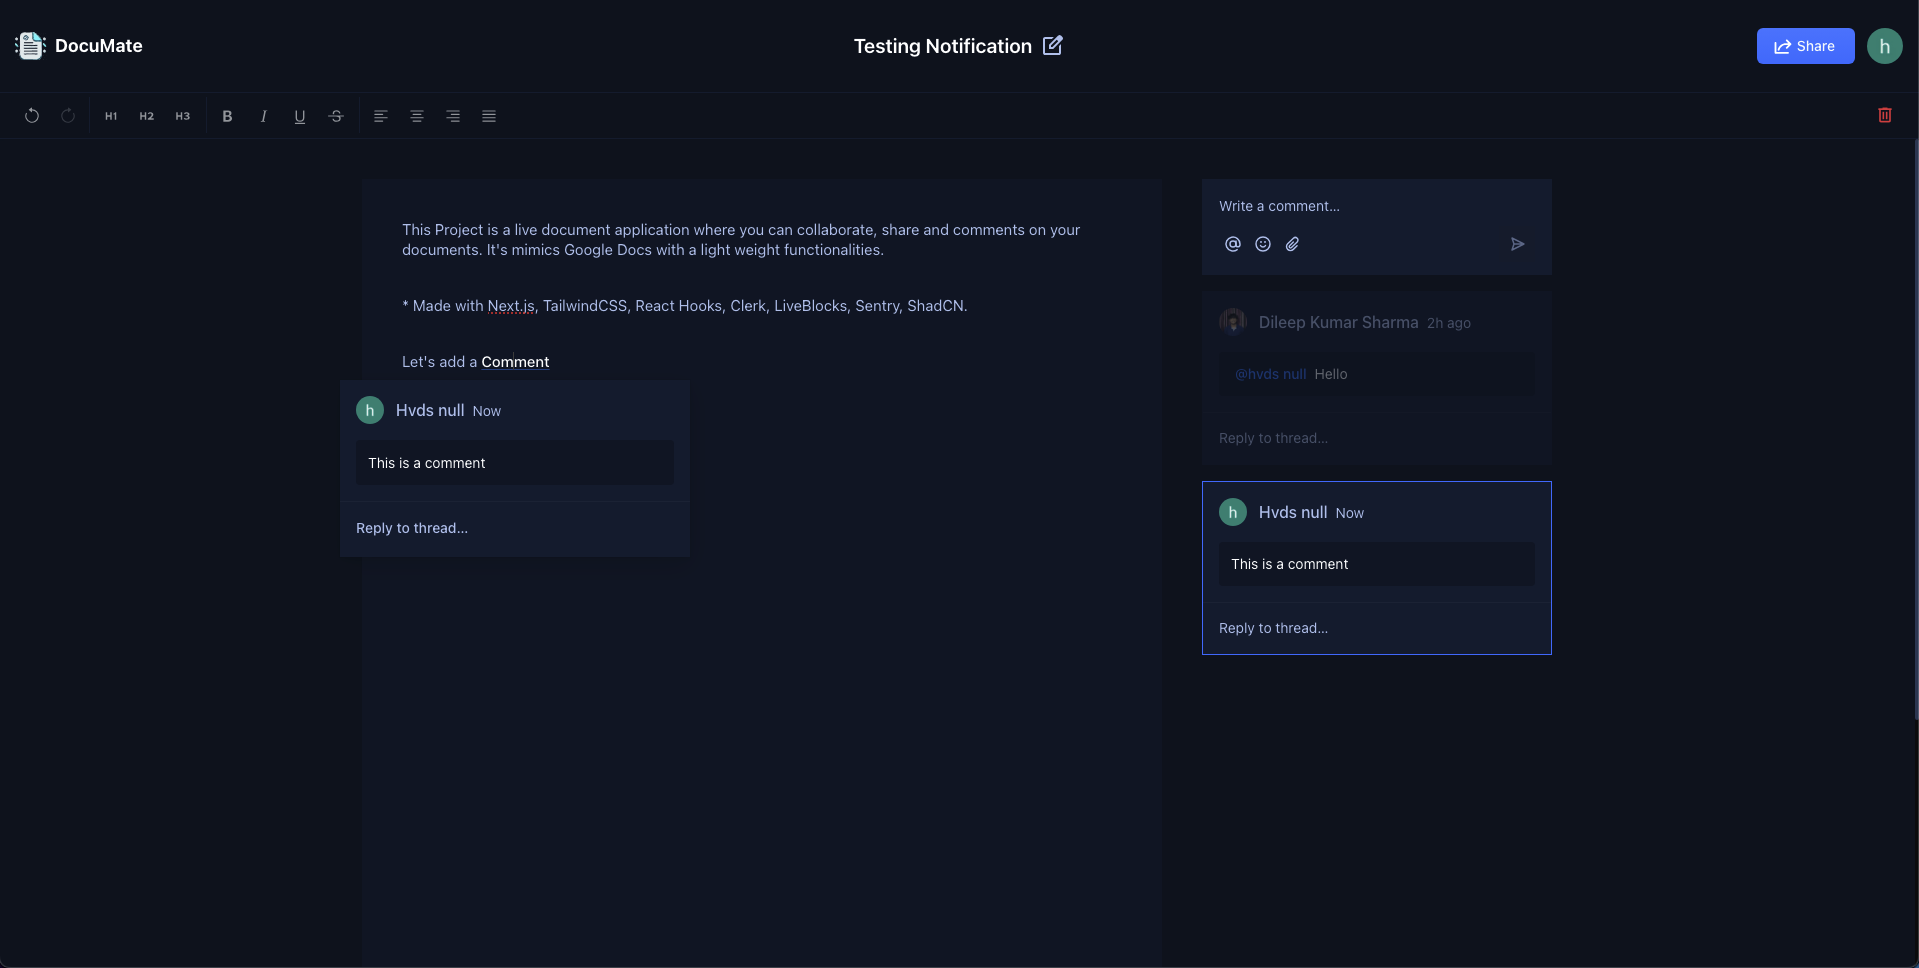 DocuMate
Testing Notification
Share
h
H1 H2 H3 B I U S
This Project is a live document application where you can collaborate, share and comments on your
documents. It's mimics Google Docs with a light weight functionalities.
* Made with Next.js, TailwindCSS, React Hooks, Clerk, LiveBlocks, Sentry, ShadCN.
Let's add a Comment
h Hvds null Now
This is a comment
Reply to thread...
Write a comment...
Dileep Kumar Sharma 2h ago
@hvds null Hello
Reply to thread...
h Hvds null Now
This is a comment
Reply to thread...